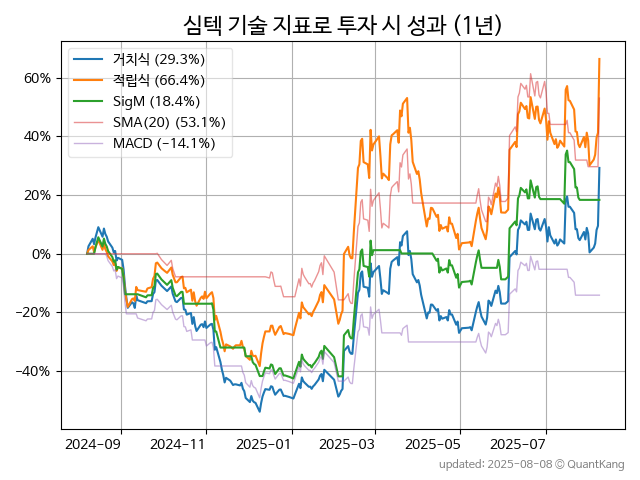 심텍 기술 지표로 투자 시 성과 (1년)
거치식 (29.3%)
적립식 (66.4%)
SigM (18.4%)
SMA(20) (53.1%)
MACD (−14.1%)
60%
40%
20%
0%
−20%
−40%
2024-09
2024-11
2025-01
2025-03
2025-05
2025-07
updated: 2025-08-08 © QuantKang